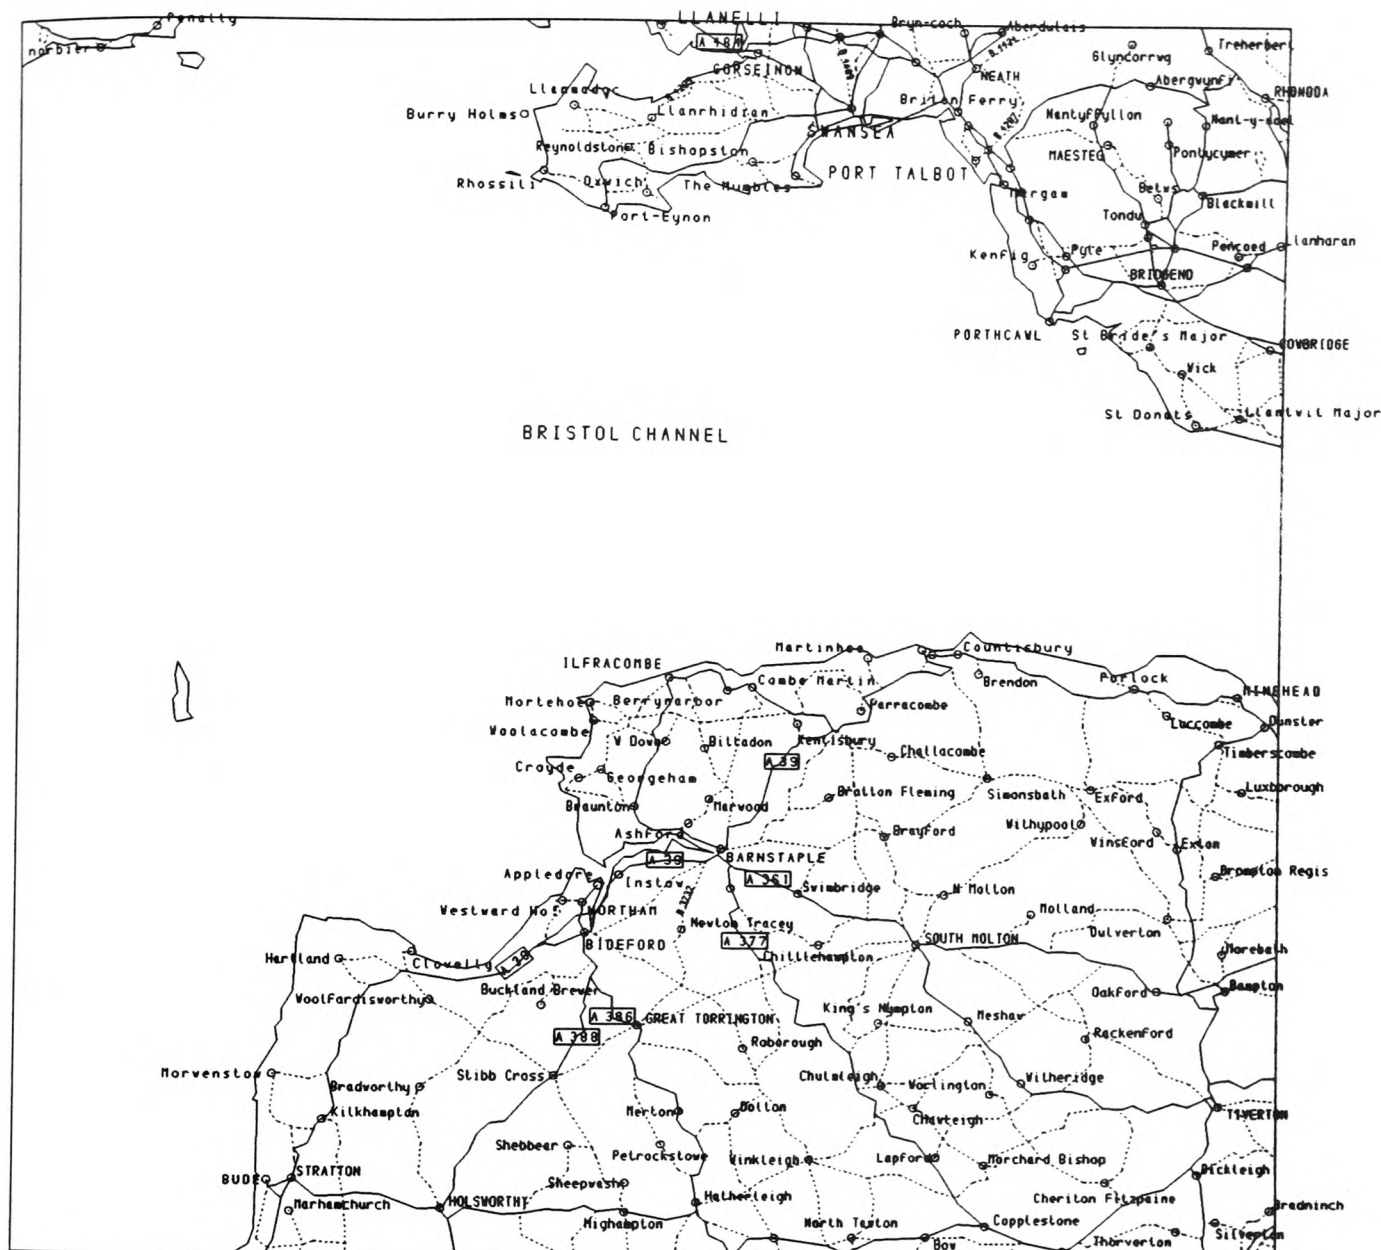 Penally
norbier
LLANELLI
A 484
Bryn-coch
Aberdulais
Glyncorrwg
Treherbert
GORSEINON
NEATH
Abergwynfi
RHONDDA
Llanmadoc
Burry Holms
Llanrhidian
Briton Ferry
B 4287
Nantyffyllon
Nant-y-moel
SWANSEA
Reynoldston
Bishopston
MAESTEG
Pontycymer
Rhossili
Oxwich
The Mumbles
PORT TALBOT
Port-Eynon
Margam
Betws
Blackmill
Tondu
Kenfig
Pyle
Pencoed
Llanharan
BRIDGEND
PORTHCAWL
St Bride's Major
COWBRIDGE
Wick
St Donats
Llantwit Major
BRISTOL CHANNEL
Martinhoe
Countisbury
ILFRACOMBE
Combe Martin
Brendon
Porlock
MINEHEAD
Mortehoe
Berrynarbor
Parracombe
Luccombe
Dunster
Woolacombe
W Down
Bittadon
Kentisbury
Challacombe
Timberscombe
A 39
Croyde
Georgeham
Simonsbath
Exford
Luxborough
Braunton
Marwood
Bratton Fleming
Withypool
Ashford
Brayford
Winsford
Exton
A 39
BARNSTAPLE
Appledore
Instow
A 361
Swimbridge
N Molton
Brompton Regis
Westward Ho!
NORTHAM
B 3232
Newton Tracey
Molland
Dulverton
BIDEFORD
A 377
Chittlehampton
SOUTH MOLTON
Morebath
Hartland
Clovelly
A 39
Woolfardisworthy
Buckland Brewer
Oakford
Bampton
A 386
GREAT TORRINGTON
King's Nympton
Meshaw
A 388
Rackenford
Roborough
Morvenstow
Bradworthy
Stibb Cross
Chulmleigh
Worlington
Witheridge
Kilkhampton
Merton
Dolton
Chawleigh
TIVERTON
Shebbear
Petrockstowe
Winkleigh
Lapford
Morchard Bishop
Bickleigh
BUDE
STRATTON
Sheepwash
Cheriton Fitzpaine
Marhamchurch
HOLSWORTHY
Hatherleigh
Bradninch
Highampton
North Tawton
Copplestone
Silverton
Bow
Thorverton